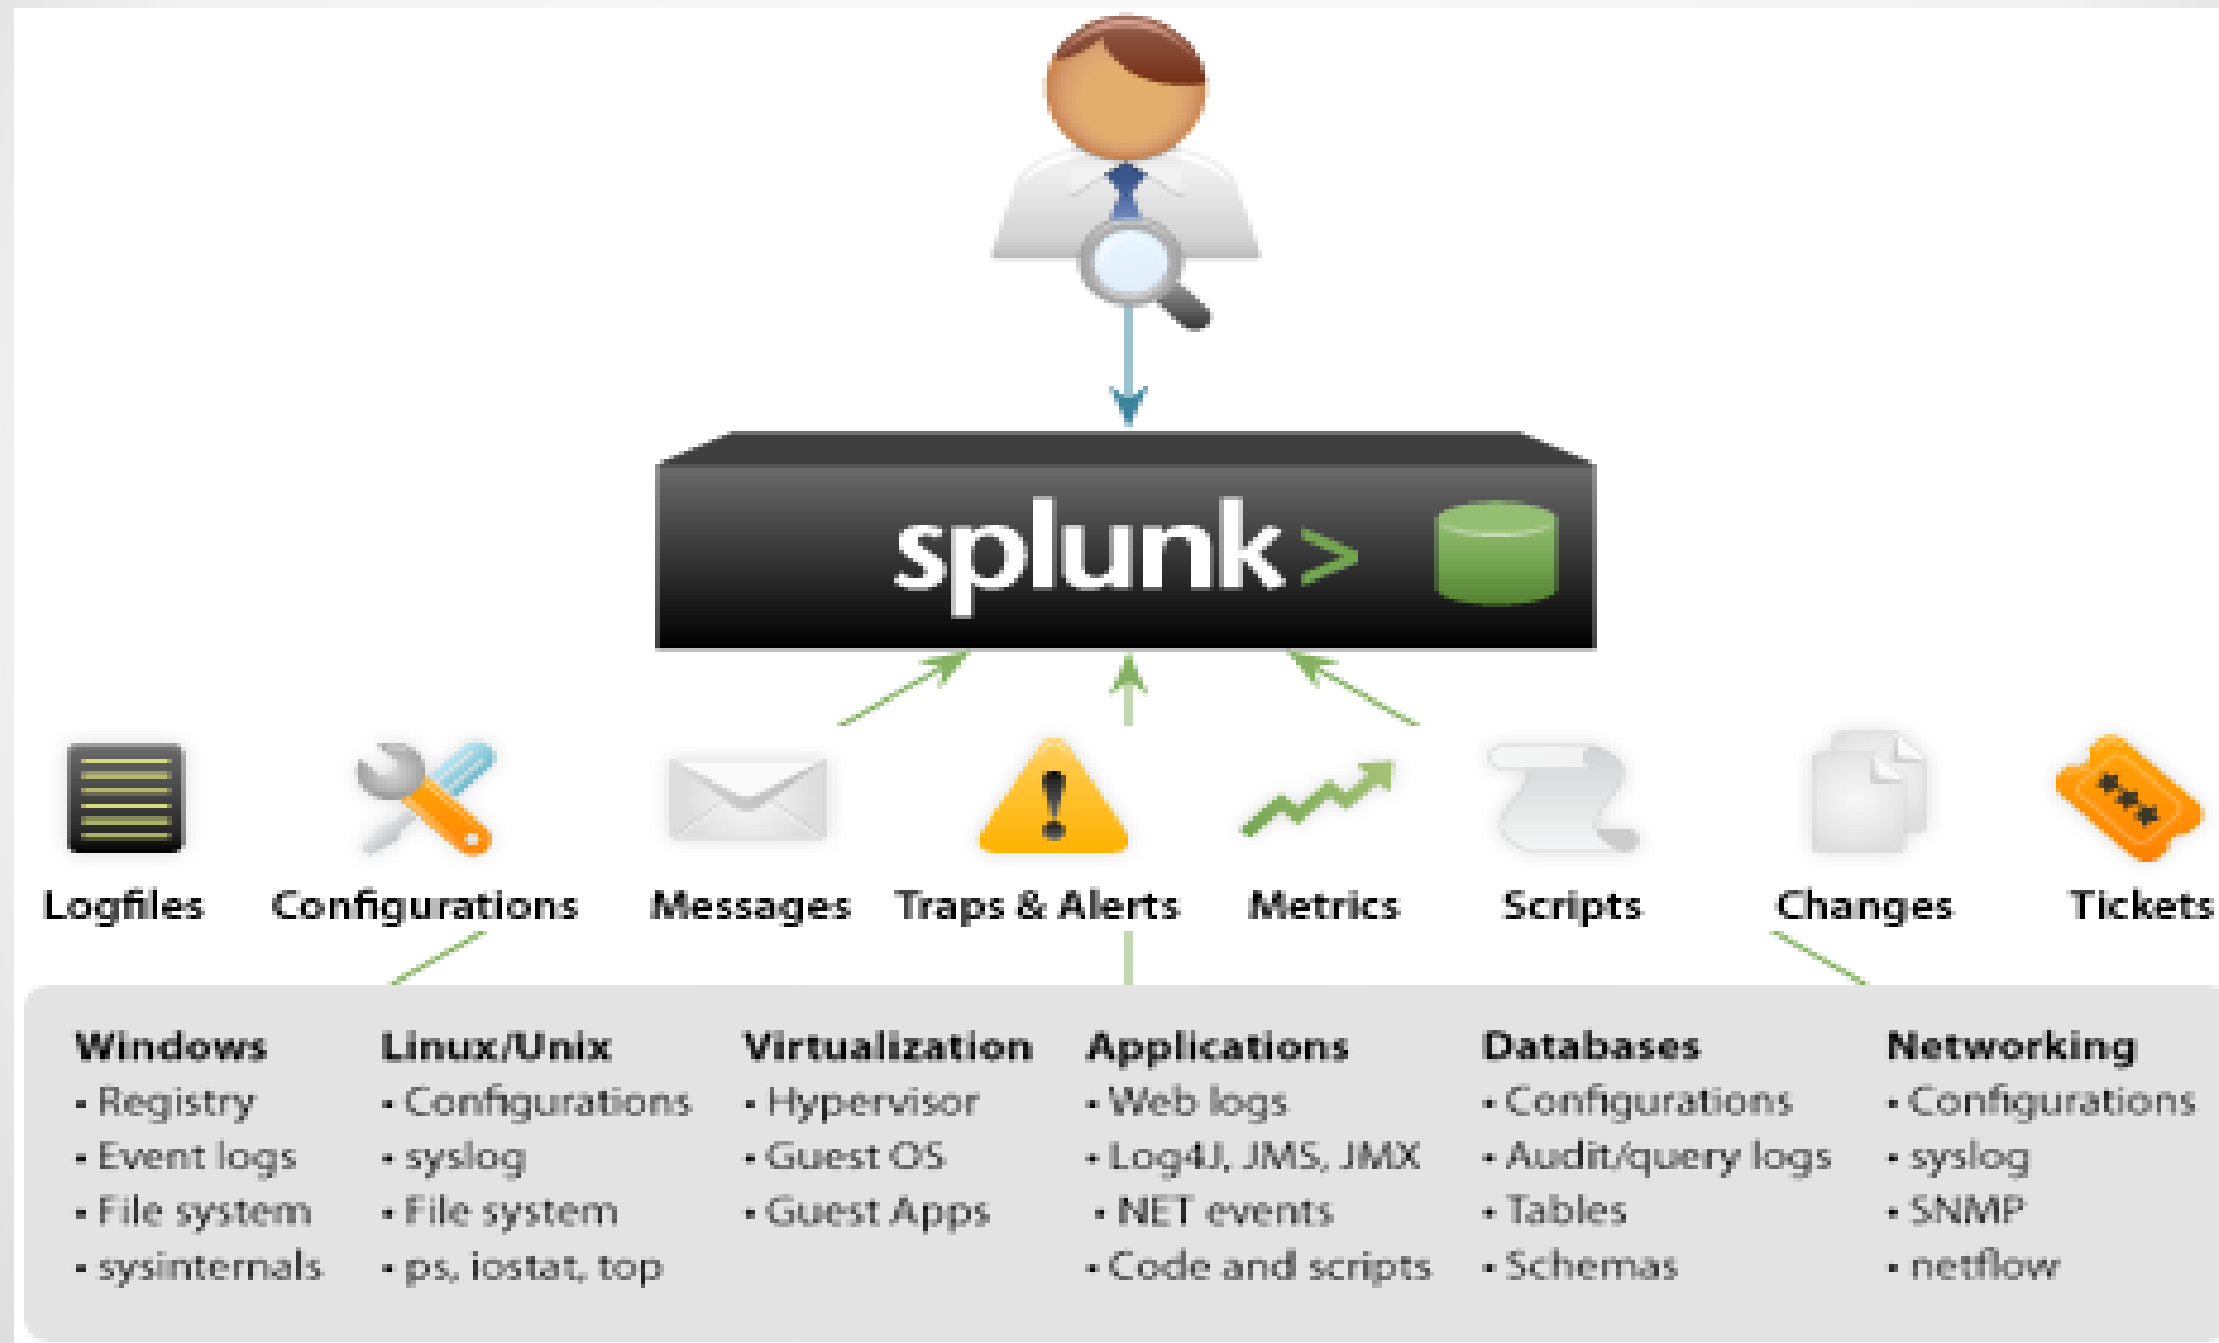 splunk>
Logfiles
Configurations
Messages
Traps & Alerts
Metrics
Scripts
Changes
Tickets
Windows
• Registry
• Event logs
• File system
• sysinternals
Linux/Unix
• Configurations
• syslog
• File system
• ps, iostat, top
Virtualization
• Hypervisor
• Guest OS
• Guest Apps
Applications
• Web logs
• Log4J, JMS, JMX
• NET events
• Code and scripts
Databases
• Configurations
• Audit/query logs
• Tables
• Schemas
Networking
• Configurations
• syslog
• SNMP
• netflow